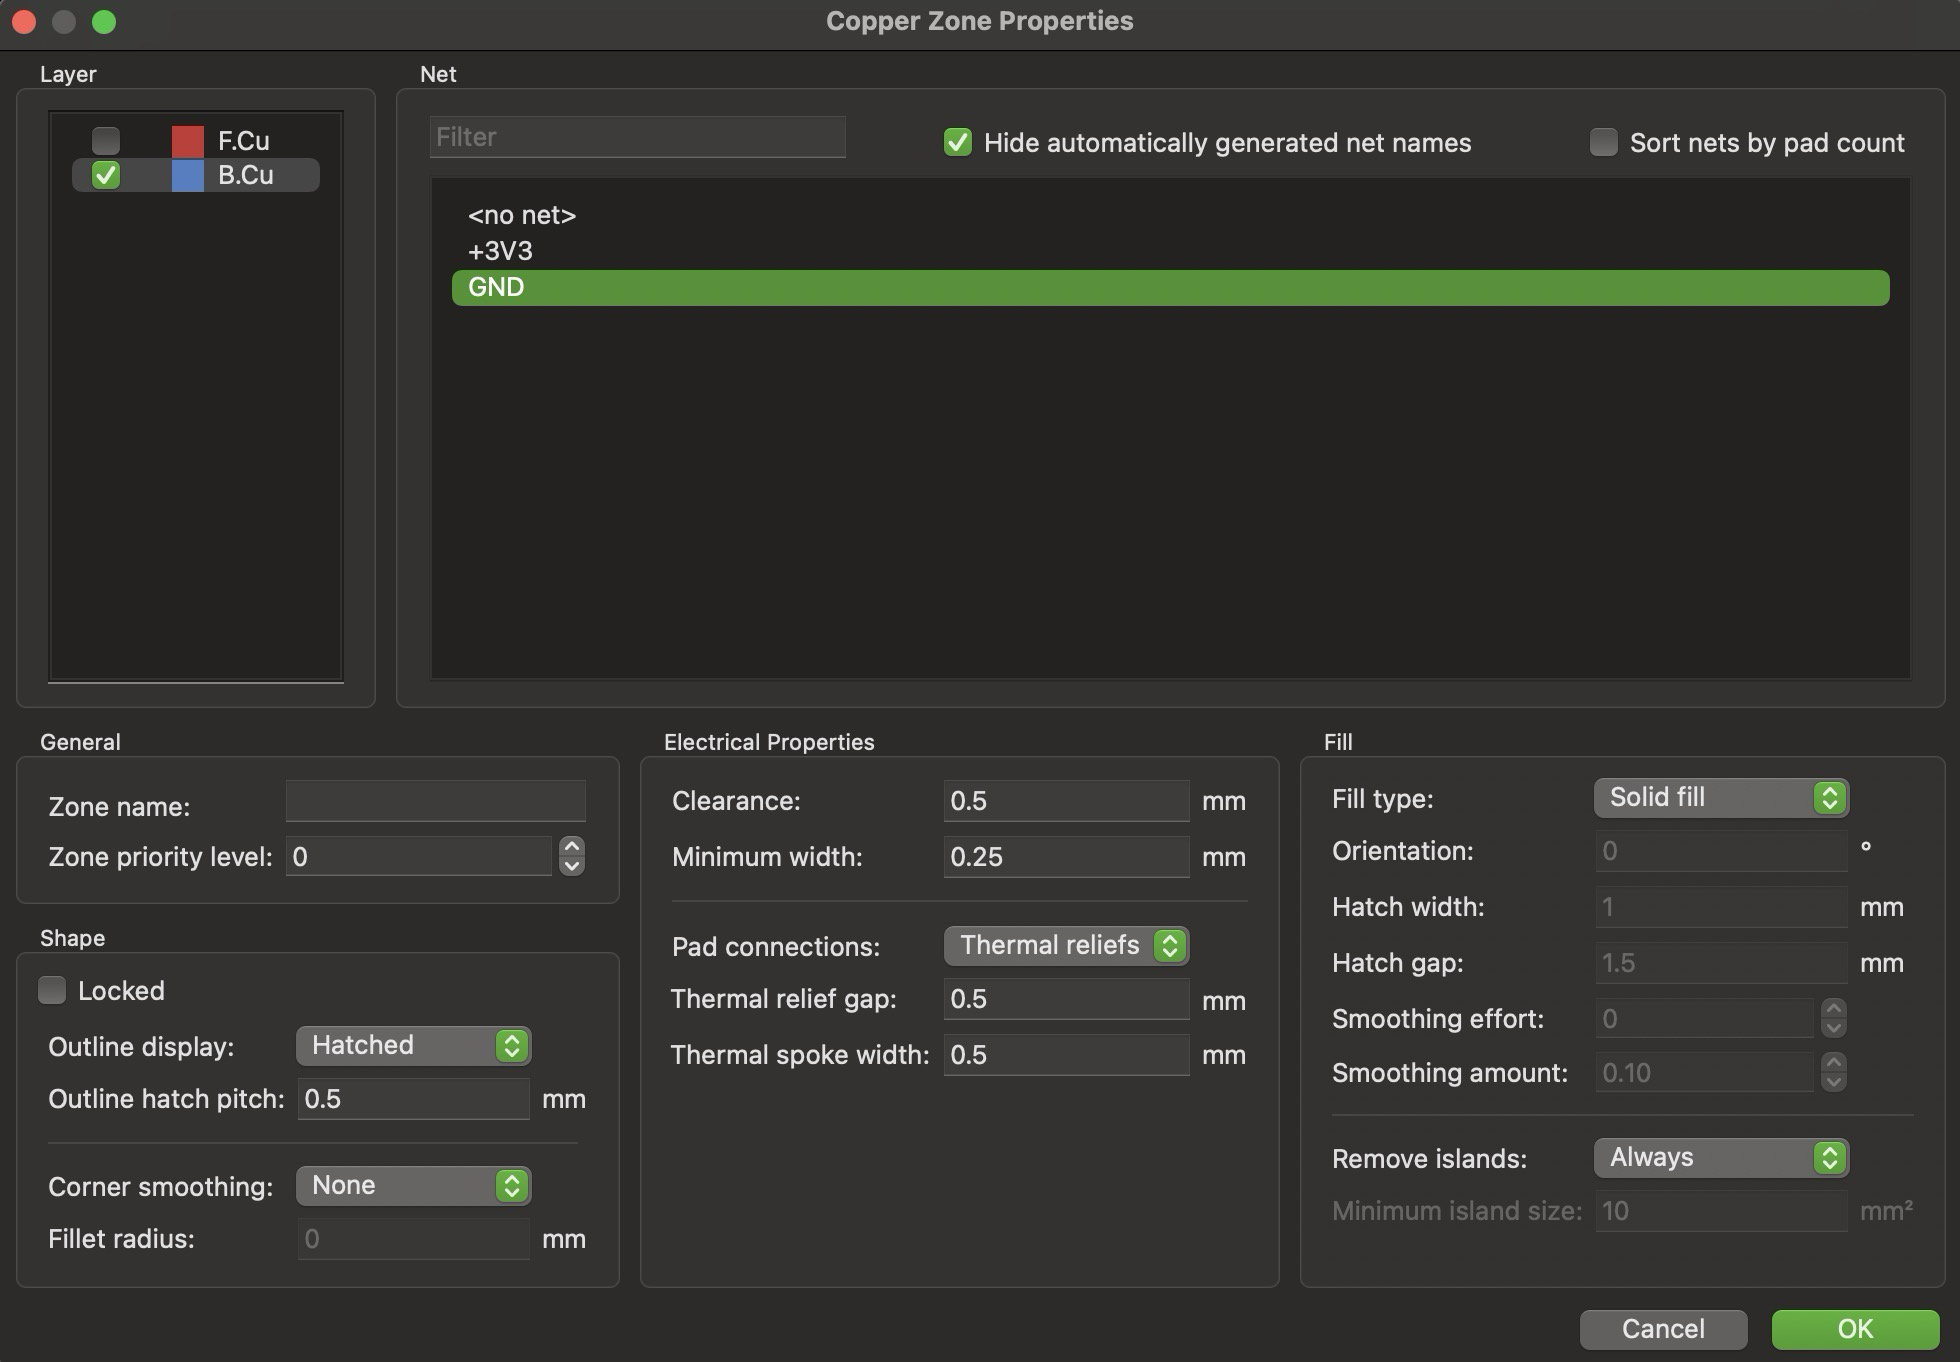 Copper Zone Properties
Layer
F.Cu
B.Cu
Net
Filter
Hide automatically generated net names
Sort nets by pad count
<no net>
+3V3
GND
General
Zone name:
Zone priority level: 0
Shape
Locked
Outline display: Hatched
Outline hatch pitch: 0.5 mm
Corner smoothing: None
Fillet radius: 0 mm
Electrical Properties
Clearance: 0.5 mm
Minimum width: 0.25 mm
Pad connections: Thermal reliefs
Thermal relief gap: 0.5 mm
Thermal spoke width: 0.5 mm
Fill
Fill type: Solid fill
Orientation: 0 °
Hatch width: 1 mm
Hatch gap: 1.5 mm
Smoothing effort: 0
Smoothing amount: 0.10
Remove islands: Always
Minimum island size: 10 mm²
Cancel
OK